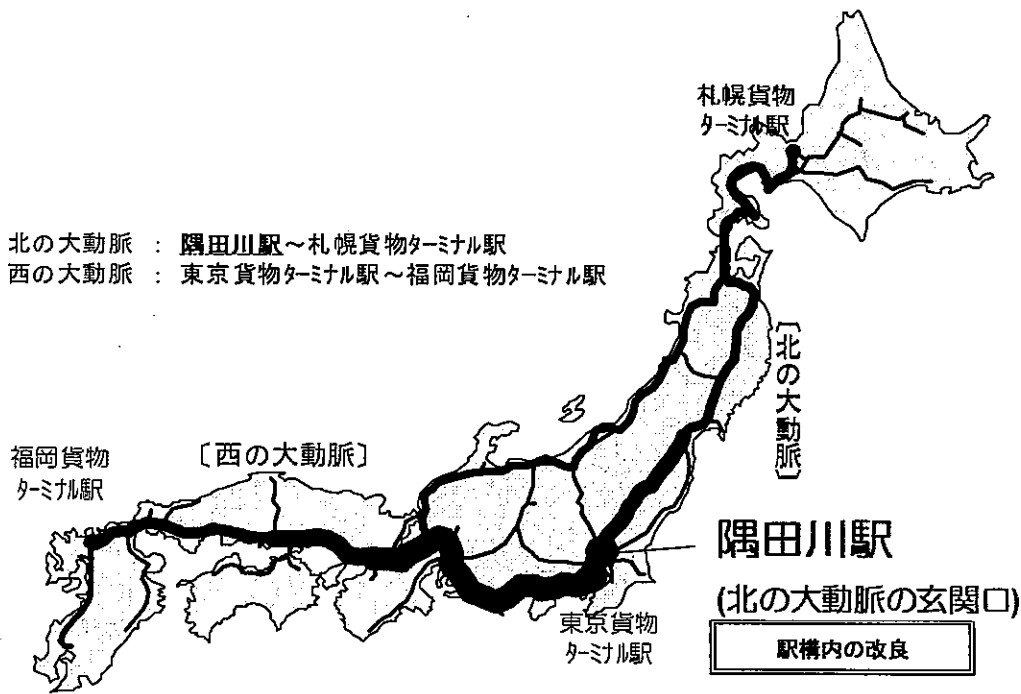 札幌貨物
ターミナル駅
北の大動脈 : 隅田川駅～札幌貨物ターミナル駅
西の大動脈 : 東京貨物ターミナル駅～福岡貨物ターミナル駅
〔北の大動脈〕
福岡貨物
ターミナル駅
〔西の大動脈〕
隅田川駅
(北の大動脈の玄関口)
東京貨物
ターミナル駅
駅構内の改良